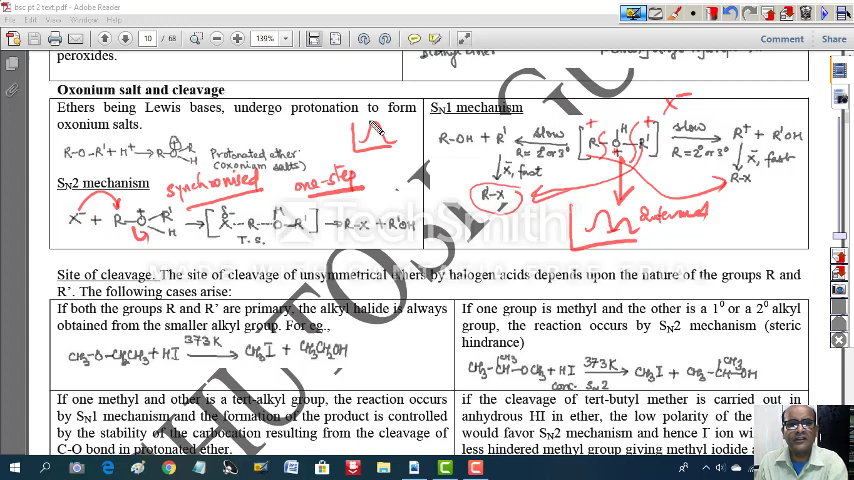 bsc pt 2 text.pdf - Adobe Reader
File Edit View Window Help
10 / 68
139%
Comment
Share
peroxides.
Oxonium salt and cleavage
Ethers being Lewis bases, undergo protonation to form
oxonium salts.
R-O-R' + H⁺ → R-O-R' H
Protonated ether
(oxonium salts)
SN2 mechanism
synchronised one-step
X⁻ + R-O-R' H → [X--R--O-R'] → R-X + R'OH
T.S.
SN1 mechanism
X⁻
R-OH + R' ← slow R=2° or 3° [R-O-R'] H slow R=2° or 3° → R⁺ + R'OH
X⁻, fast
X⁻, fast
R-X
R-X
Site of cleavage. The site of cleavage of unsymmetrical ethers by halogen acids depends upon the nature of the groups R and
R'. The following cases arise:
If both the groups R and R' are primary, the alkyl halide is always
obtained from the smaller alkyl group. For eg.,
CH₃-O-CH₂CH₃ + HI 373K → CH₃I + CH₃CH₂OH
If one group is methyl and the other is a 1⁰ or a 2⁰ alkyl
group, the reaction occurs by SN2 mechanism (steric
hindrance)
CH₃-CH(CH₃)-OCH₃ + HI conc. 373K SN2 → CH₃I + CH₃-CH(CH₃)-OH
If one methyl and other is tert-alkyl group, the reaction occurs
by SN1 mechanism and the formation of the product is controlled
by the stability of the carbocation resulting from the cleavage of
C-O bond in protonated ether.
if the cleavage of tert-butyl mether is carried out in
anhydrous HI in ether, the low polarity of the
would favor SN2 mechanism and hence I⁻ ion wil
less hindered methyl group giving methyl iodide a
TechSmith